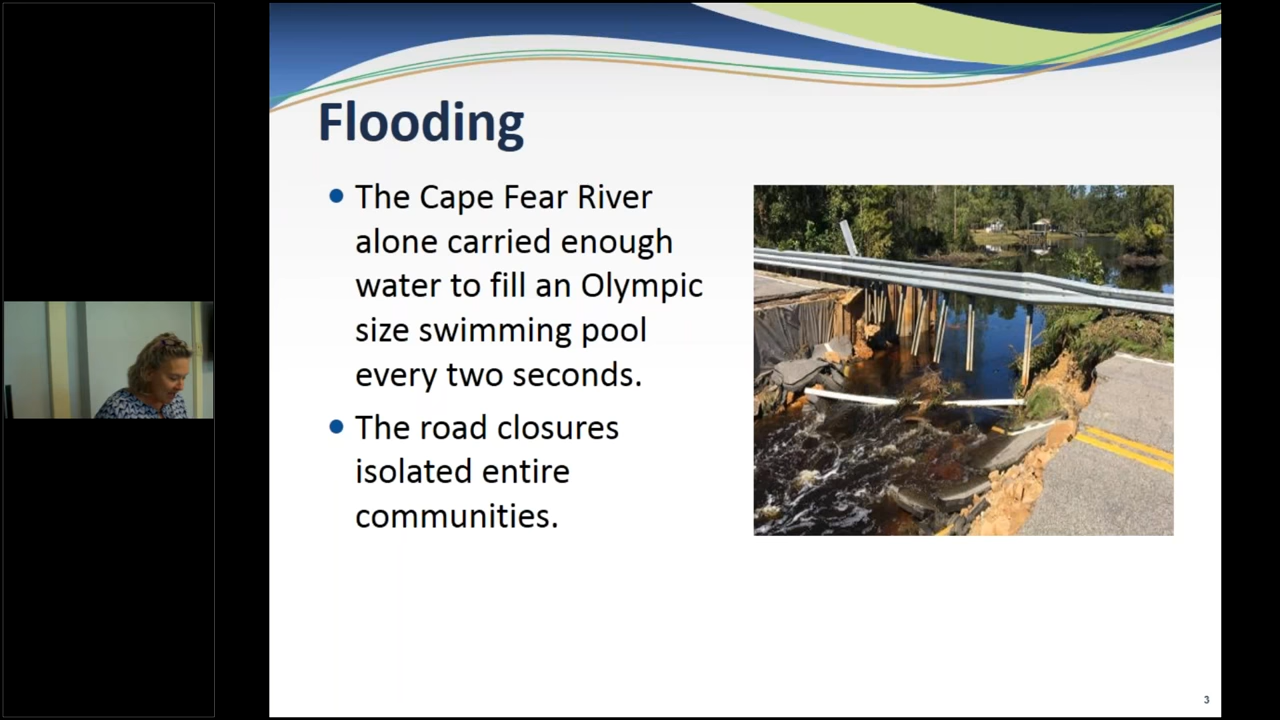 Flooding
• The Cape Fear River
alone carried enough
water to fill an Olympic
size swimming pool
every two seconds.
• The road closures
isolated entire
communities.
3